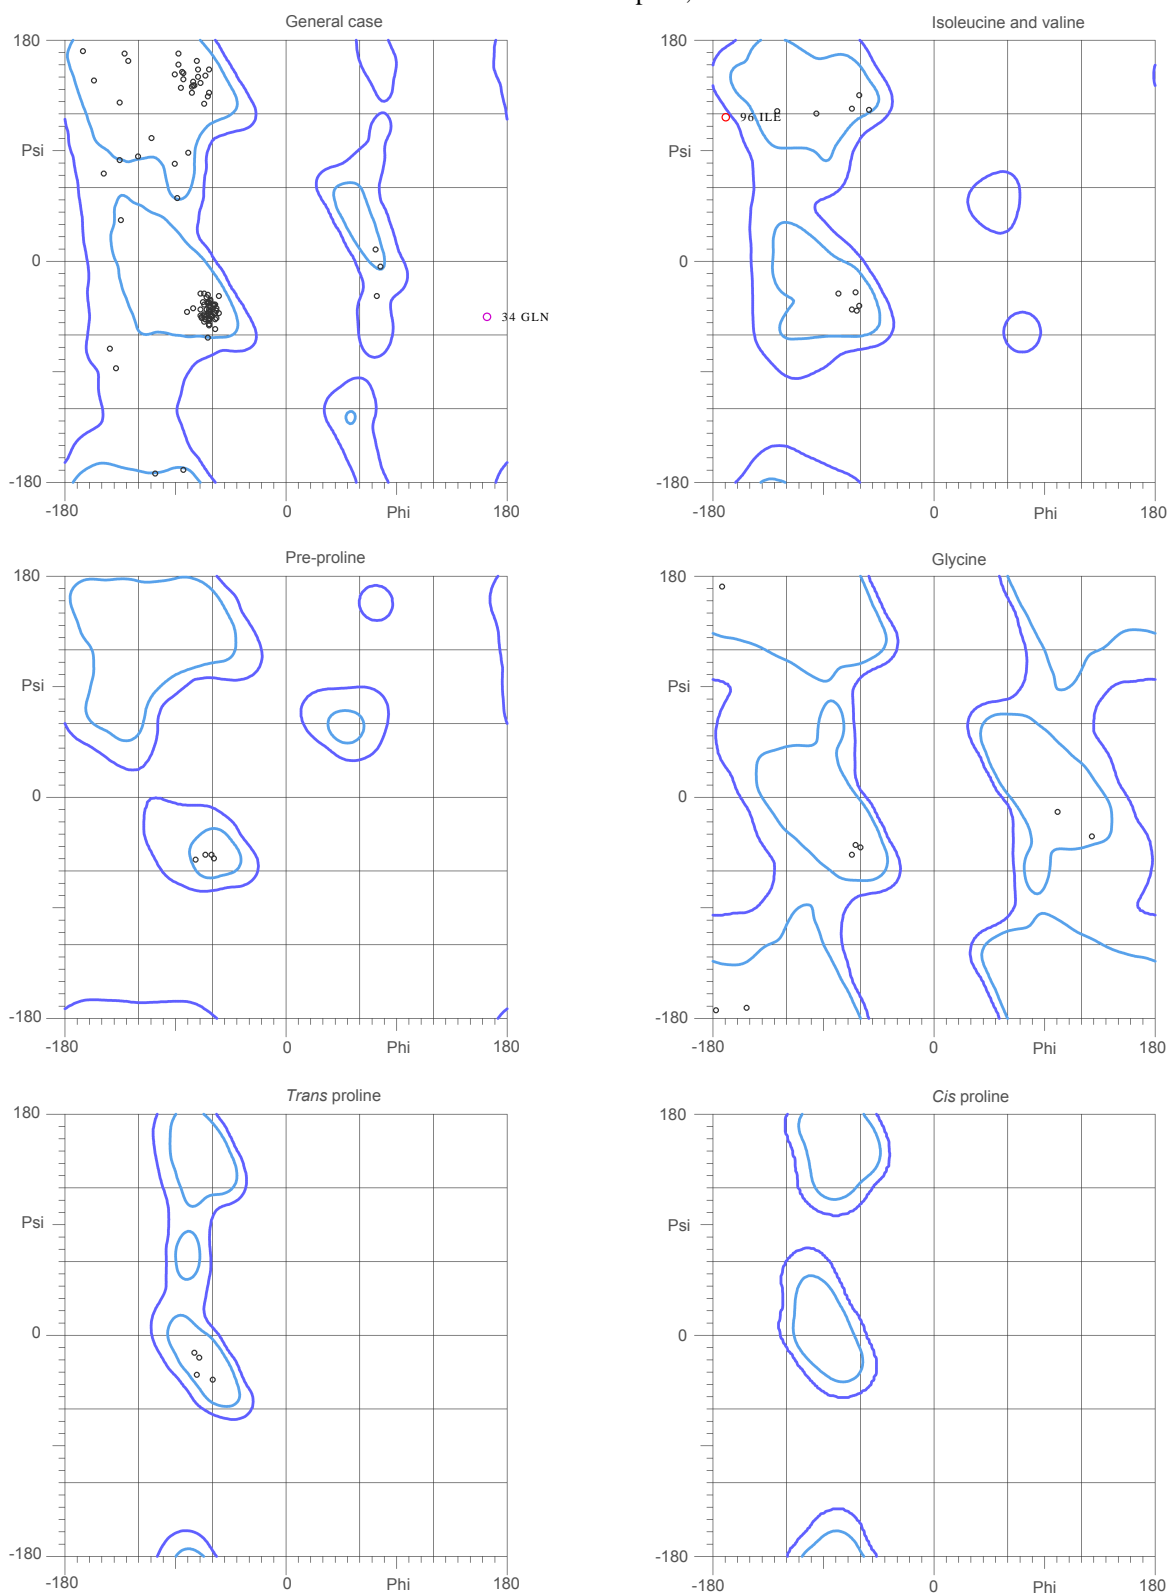 General case
Isoleucine and valine
180
180
96 ILE
Psi
Psi
0
0
34 GLN
-180
-180
-180
0
Phi
180
-180
0
Phi
180
Pre-proline
Glycine
180
180
Psi
Psi
0
0
-180
-180
-180
0
Phi
180
-180
0
Phi
180
Trans proline
Cis proline
180
180
Psi
Psi
0
0
-180
-180
-180
0
Phi
180
-180
0
Phi
180